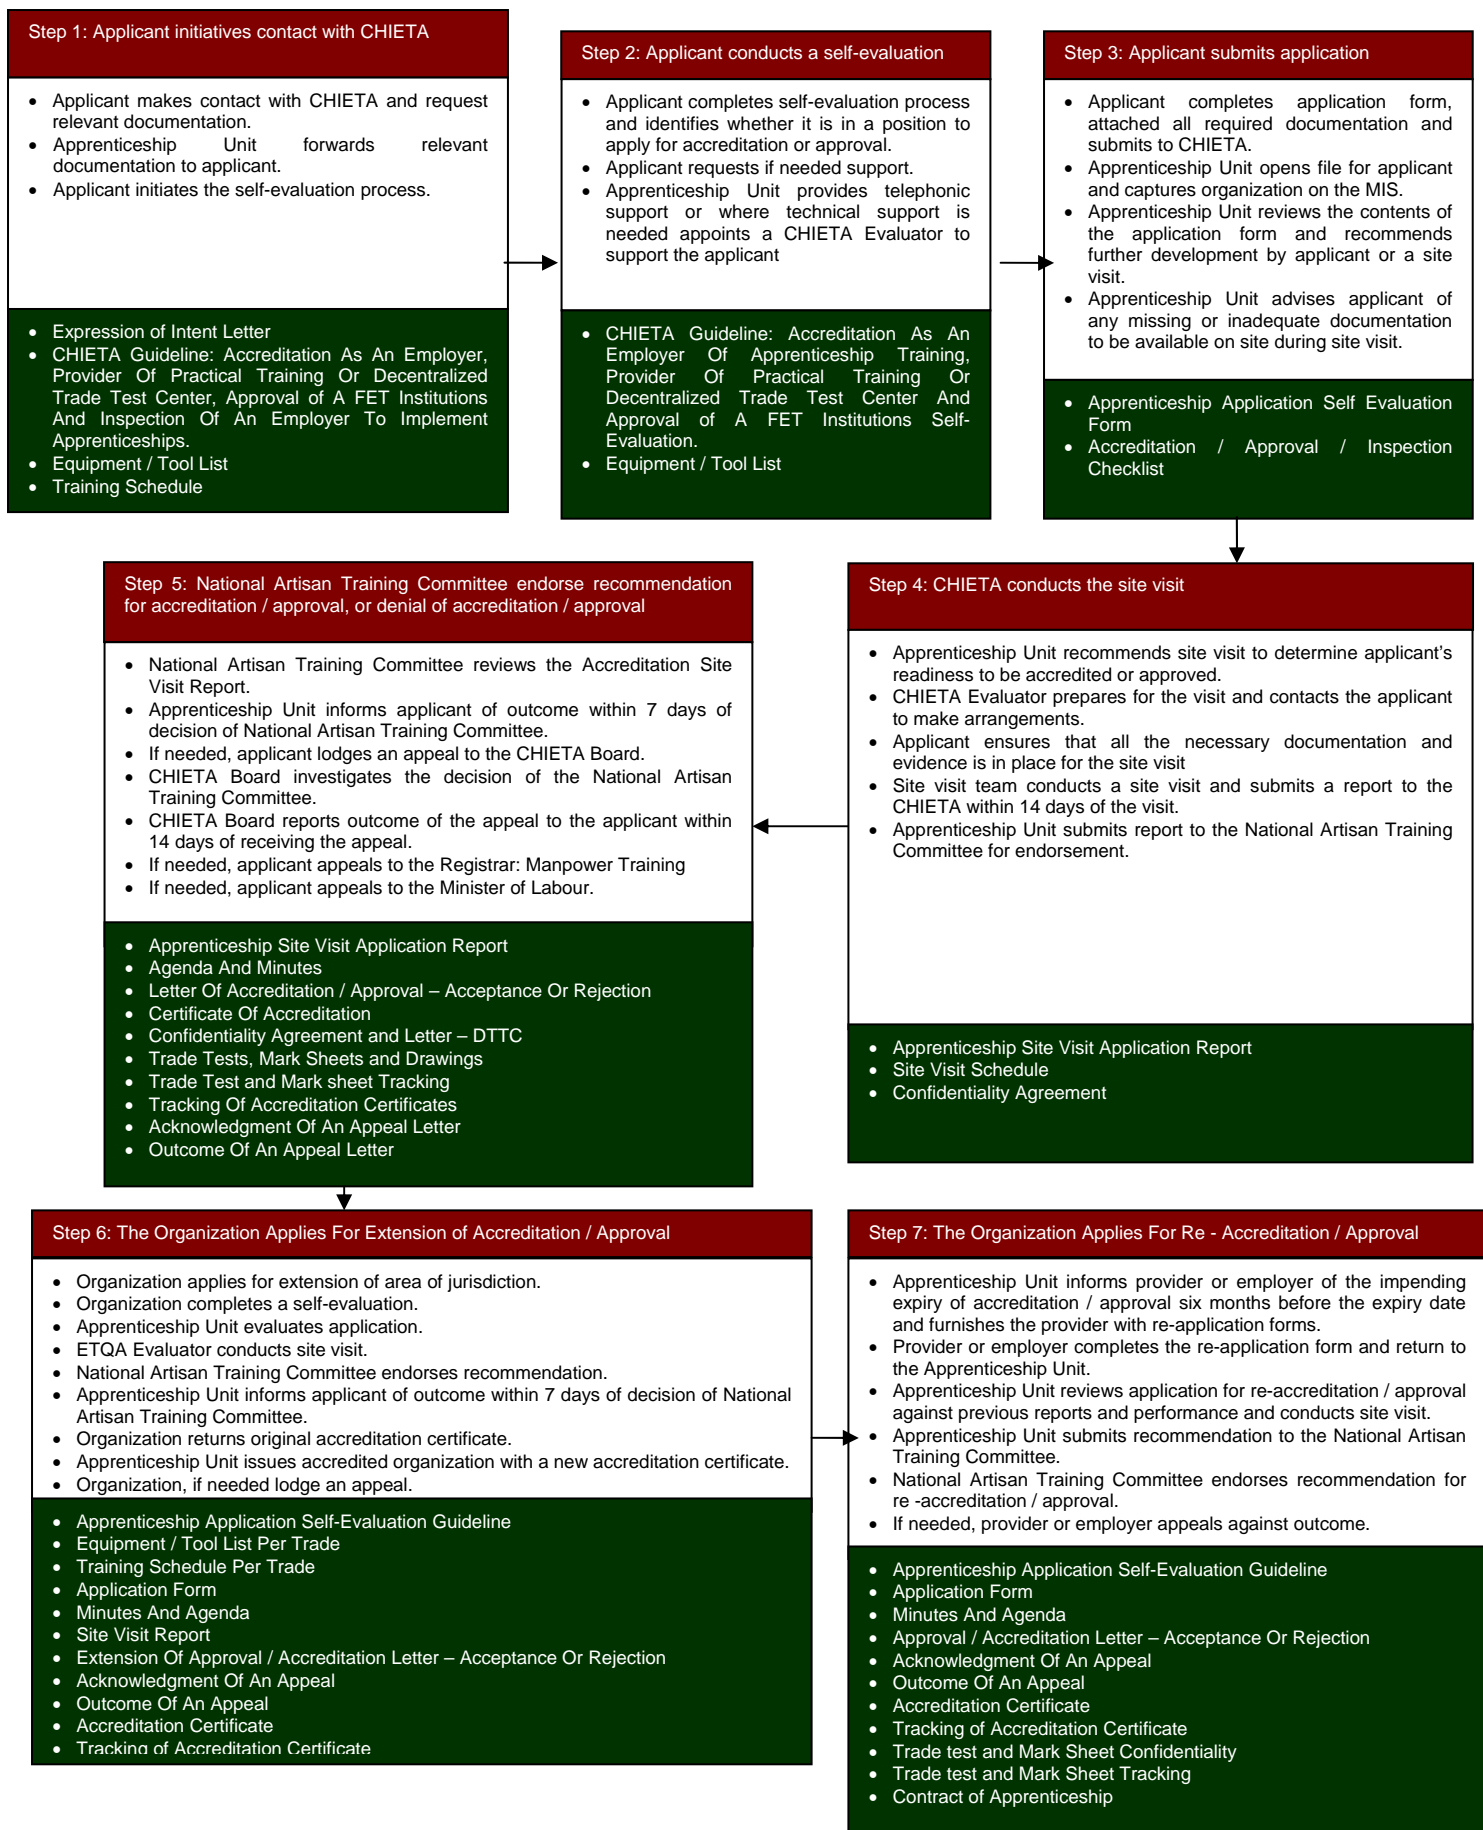 Step 1: Applicant initiatives contact with CHIETA
• Applicant makes contact with CHIETA and request
relevant documentation.
• Apprenticeship Unit forwards relevant
documentation to applicant.
• Applicant initiates the self-evaluation process.
• Expression of Intent Letter
• CHIETA Guideline: Accreditation As An Employer,
Provider Of Practical Training Or Decentralized
Trade Test Center, Approval of A FET Institutions
And Inspection Of An Employer To Implement
Apprenticeships.
• Equipment / Tool List
• Training Schedule
Step 2: Applicant conducts a self-evaluation
• Applicant completes self-evaluation process
and identifies whether it is in a position to
apply for accreditation or approval.
• Applicant requests if needed support.
• Apprenticeship Unit provides telephonic
support or where technical support is
needed appoints a CHIETA Evaluator to
support the applicant
• CHIETA Guideline: Accreditation As An
Employer Of Apprenticeship Training,
Provider Of Practical Training Or
Decentralized Trade Test Center And
Approval of A FET Institutions Self-
Evaluation.
• Equipment / Tool List
Step 3: Applicant submits application
• Applicant completes application form,
attached all required documentation and
submits to CHIETA.
• Apprenticeship Unit opens file for applicant
and captures organization on the MIS.
• Apprenticeship Unit reviews the contents of
the application form and recommends
further development by applicant or a site
visit.
• Apprenticeship Unit advises applicant of
any missing or inadequate documentation
to be available on site during site visit.
• Apprenticeship Application Self Evaluation
Form
• Accreditation / Approval / Inspection
Checklist
Step 4: CHIETA conducts the site visit
• Apprenticeship Unit recommends site visit to determine applicant’s
readiness to be accredited or approved.
• CHIETA Evaluator prepares for the visit and contacts the applicant
to make arrangements.
• Applicant ensures that all the necessary documentation and
evidence is in place for the site visit
• Site visit team conducts a site visit and submits a report to the
CHIETA within 14 days of the visit.
• Apprenticeship Unit submits report to the National Artisan Training
Committee for endorsement.
• Apprenticeship Site Visit Application Report
• Site Visit Schedule
• Confidentiality Agreement
Step 5: National Artisan Training Committee endorse recommendation
for accreditation / approval, or denial of accreditation / approval
• National Artisan Training Committee reviews the Accreditation Site
Visit Report.
• Apprenticeship Unit informs applicant of outcome within 7 days of
decision of National Artisan Training Committee.
• If needed, applicant lodges an appeal to the CHIETA Board.
• CHIETA Board investigates the decision of the National Artisan
Training Committee.
• CHIETA Board reports outcome of the appeal to the applicant within
14 days of receiving the appeal.
• If needed, applicant appeals to the Registrar: Manpower Training
• If needed, applicant appeals to the Minister of Labour.
• Apprenticeship Site Visit Application Report
• Agenda And Minutes
• Letter Of Accreditation / Approval – Acceptance Or Rejection
• Certificate Of Accreditation
• Confidentiality Agreement and Letter – DTTC
• Trade Tests, Mark Sheets and Drawings
• Trade Test and Mark sheet Tracking
• Tracking Of Accreditation Certificates
• Acknowledgment Of An Appeal Letter
• Outcome Of An Appeal Letter
Step 6: The Organization Applies For Extension of Accreditation / Approval
• Organization applies for extension of area of jurisdiction.
• Organization completes a self-evaluation.
• Apprenticeship Unit evaluates application.
• ETQA Evaluator conducts site visit.
• National Artisan Training Committee endorses recommendation.
• Apprenticeship Unit informs applicant of outcome within 7 days of decision of National
Artisan Training Committee.
• Organization returns original accreditation certificate.
• Apprenticeship Unit issues accredited organization with a new accreditation certificate.
• Organization, if needed lodge an appeal.
• Apprenticeship Application Self-Evaluation Guideline
• Equipment / Tool List Per Trade
• Training Schedule Per Trade
• Application Form
• Minutes And Agenda
• Site Visit Report
• Extension Of Approval / Accreditation Letter – Acceptance Or Rejection
• Acknowledgment Of An Appeal
• Outcome Of An Appeal
• Accreditation Certificate
• Tracking of Accreditation Certificate
Step 7: The Organization Applies For Re - Accreditation / Approval
• Apprenticeship Unit informs provider or employer of the impending
expiry of accreditation / approval six months before the expiry date
and furnishes the provider with re-application forms.
• Provider or employer completes the re-application form and return to
the Apprenticeship Unit.
• Apprenticeship Unit reviews application for re-accreditation / approval
against previous reports and performance and conducts site visit.
• Apprenticeship Unit submits recommendation to the National Artisan
Training Committee.
• National Artisan Training Committee endorses recommendation for
re -accreditation / approval.
• If needed, provider or employer appeals against outcome.
• Apprenticeship Application Self-Evaluation Guideline
• Application Form
• Minutes And Agenda
• Approval / Accreditation Letter – Acceptance Or Rejection
• Acknowledgment Of An Appeal
• Outcome Of An Appeal
• Accreditation Certificate
• Tracking of Accreditation Certificate
• Trade test and Mark Sheet Confidentiality
• Trade test and Mark Sheet Tracking
• Contract of Apprenticeship